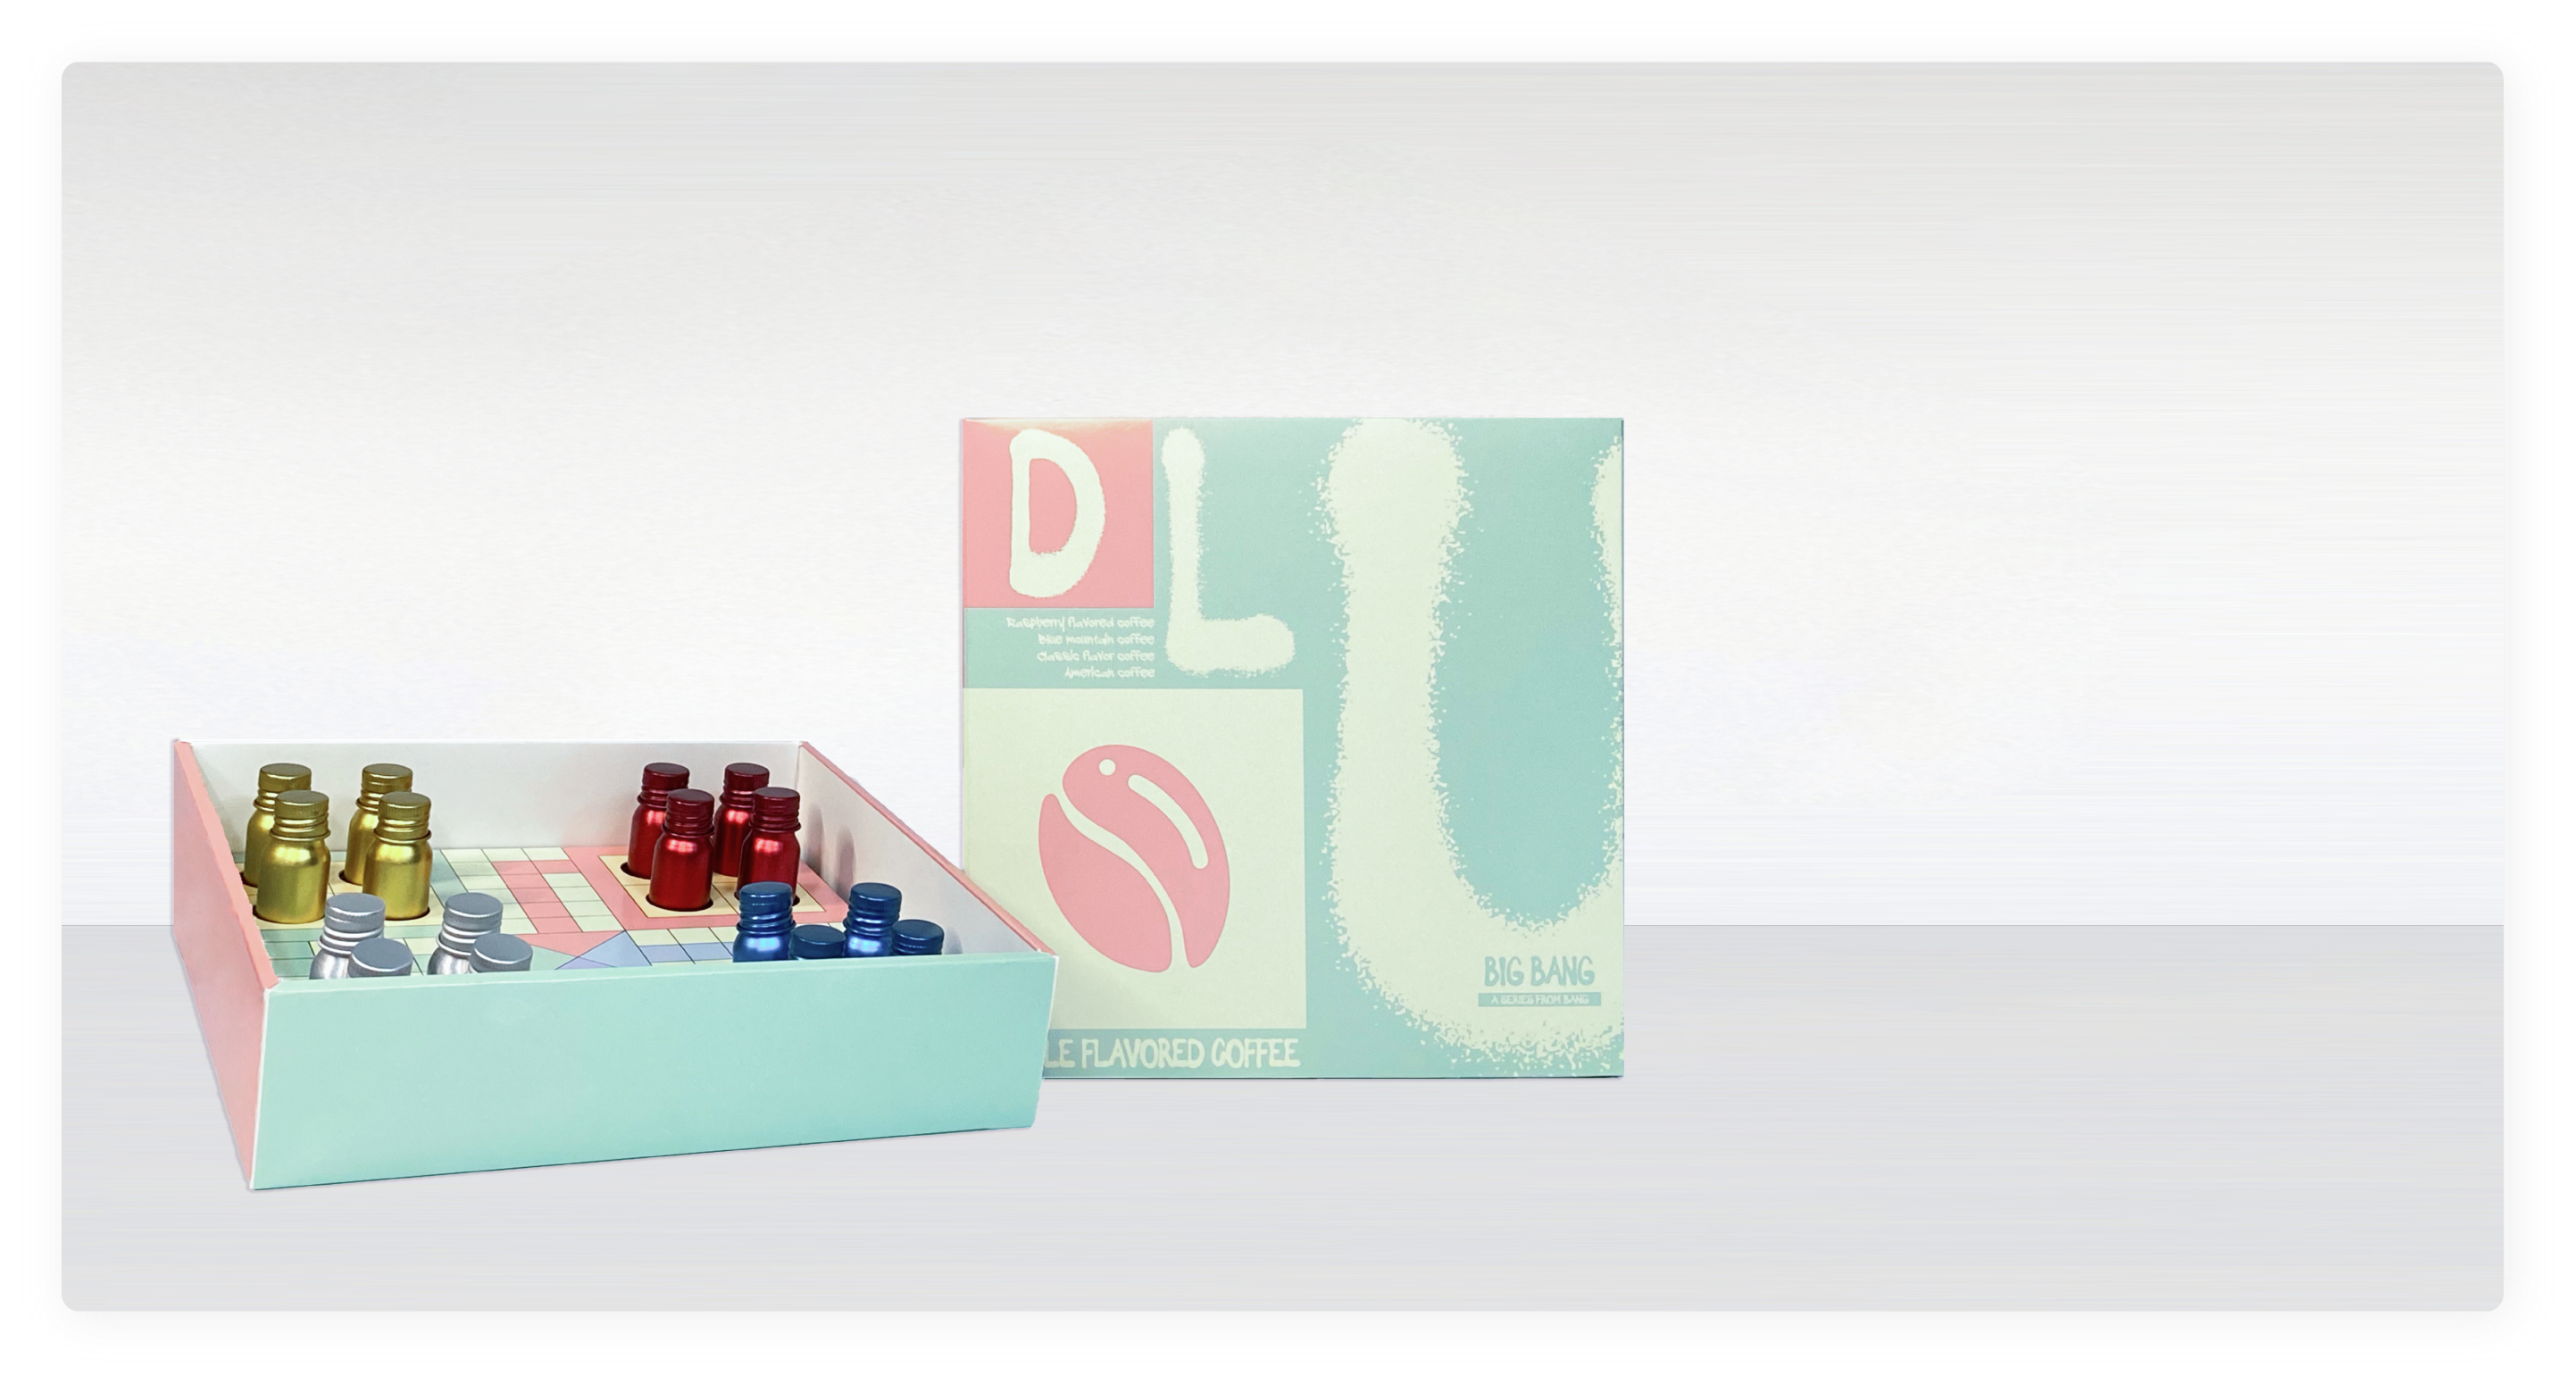 D L U
Raspberry flavored coffee
Blue mountain coffee
Classic flavor coffee
American coffee
BIG BANG
A SERIES FROM BANG
LE FLAVORED COFFEE